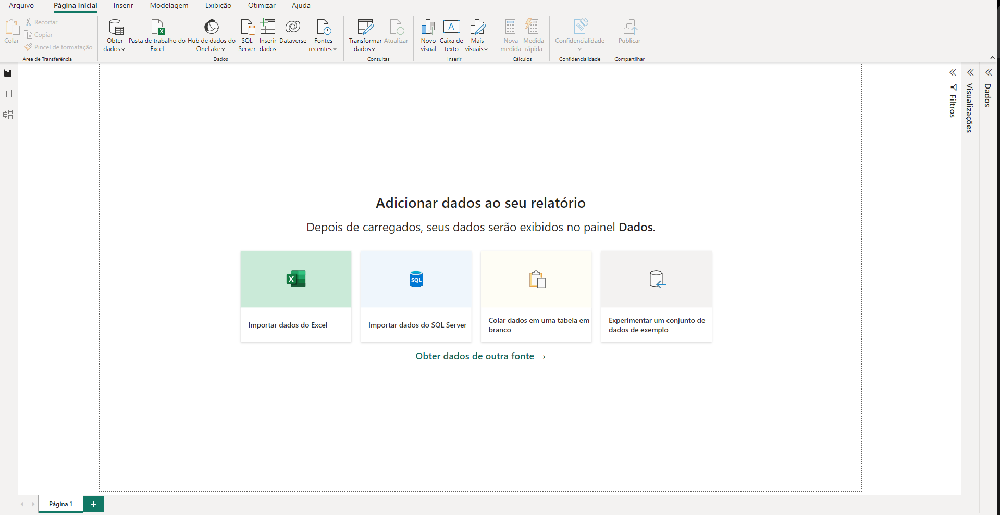 Arquivo
Página Inicial
Inserir
Modelagem
Exibição
Otimizar
Ajuda
Colar
Recortar
Copiar
Pincel de formatação
Área de Transferência
Obter
dados
Pasta de trabalho do
Excel
Hub de dados do
OneLake
SQL
Server
Inserir
dados
Dataverse
Fontes
recentes
Dados
Transformar
dados
Atualizar
Consultas
Novo
visual
A
Caixa de
texto
Mais
visuais
Inserir
Nova
medida
Medida
rápida
Cálculos
Confidencialidade
Confidencialidade
Publicar
Compartilhar
Filtros
Visualizações
Dados
Adicionar dados ao seu relatório
Depois de carregados, seus dados serão exibidos no painel Dados.
X
SQL
Importar dados do Excel
Importar dados do SQL Server
Colar dados em uma tabela em
branco
Experimentar um conjunto de
dados de exemplo
Obter dados de outra fonte →
Página 1